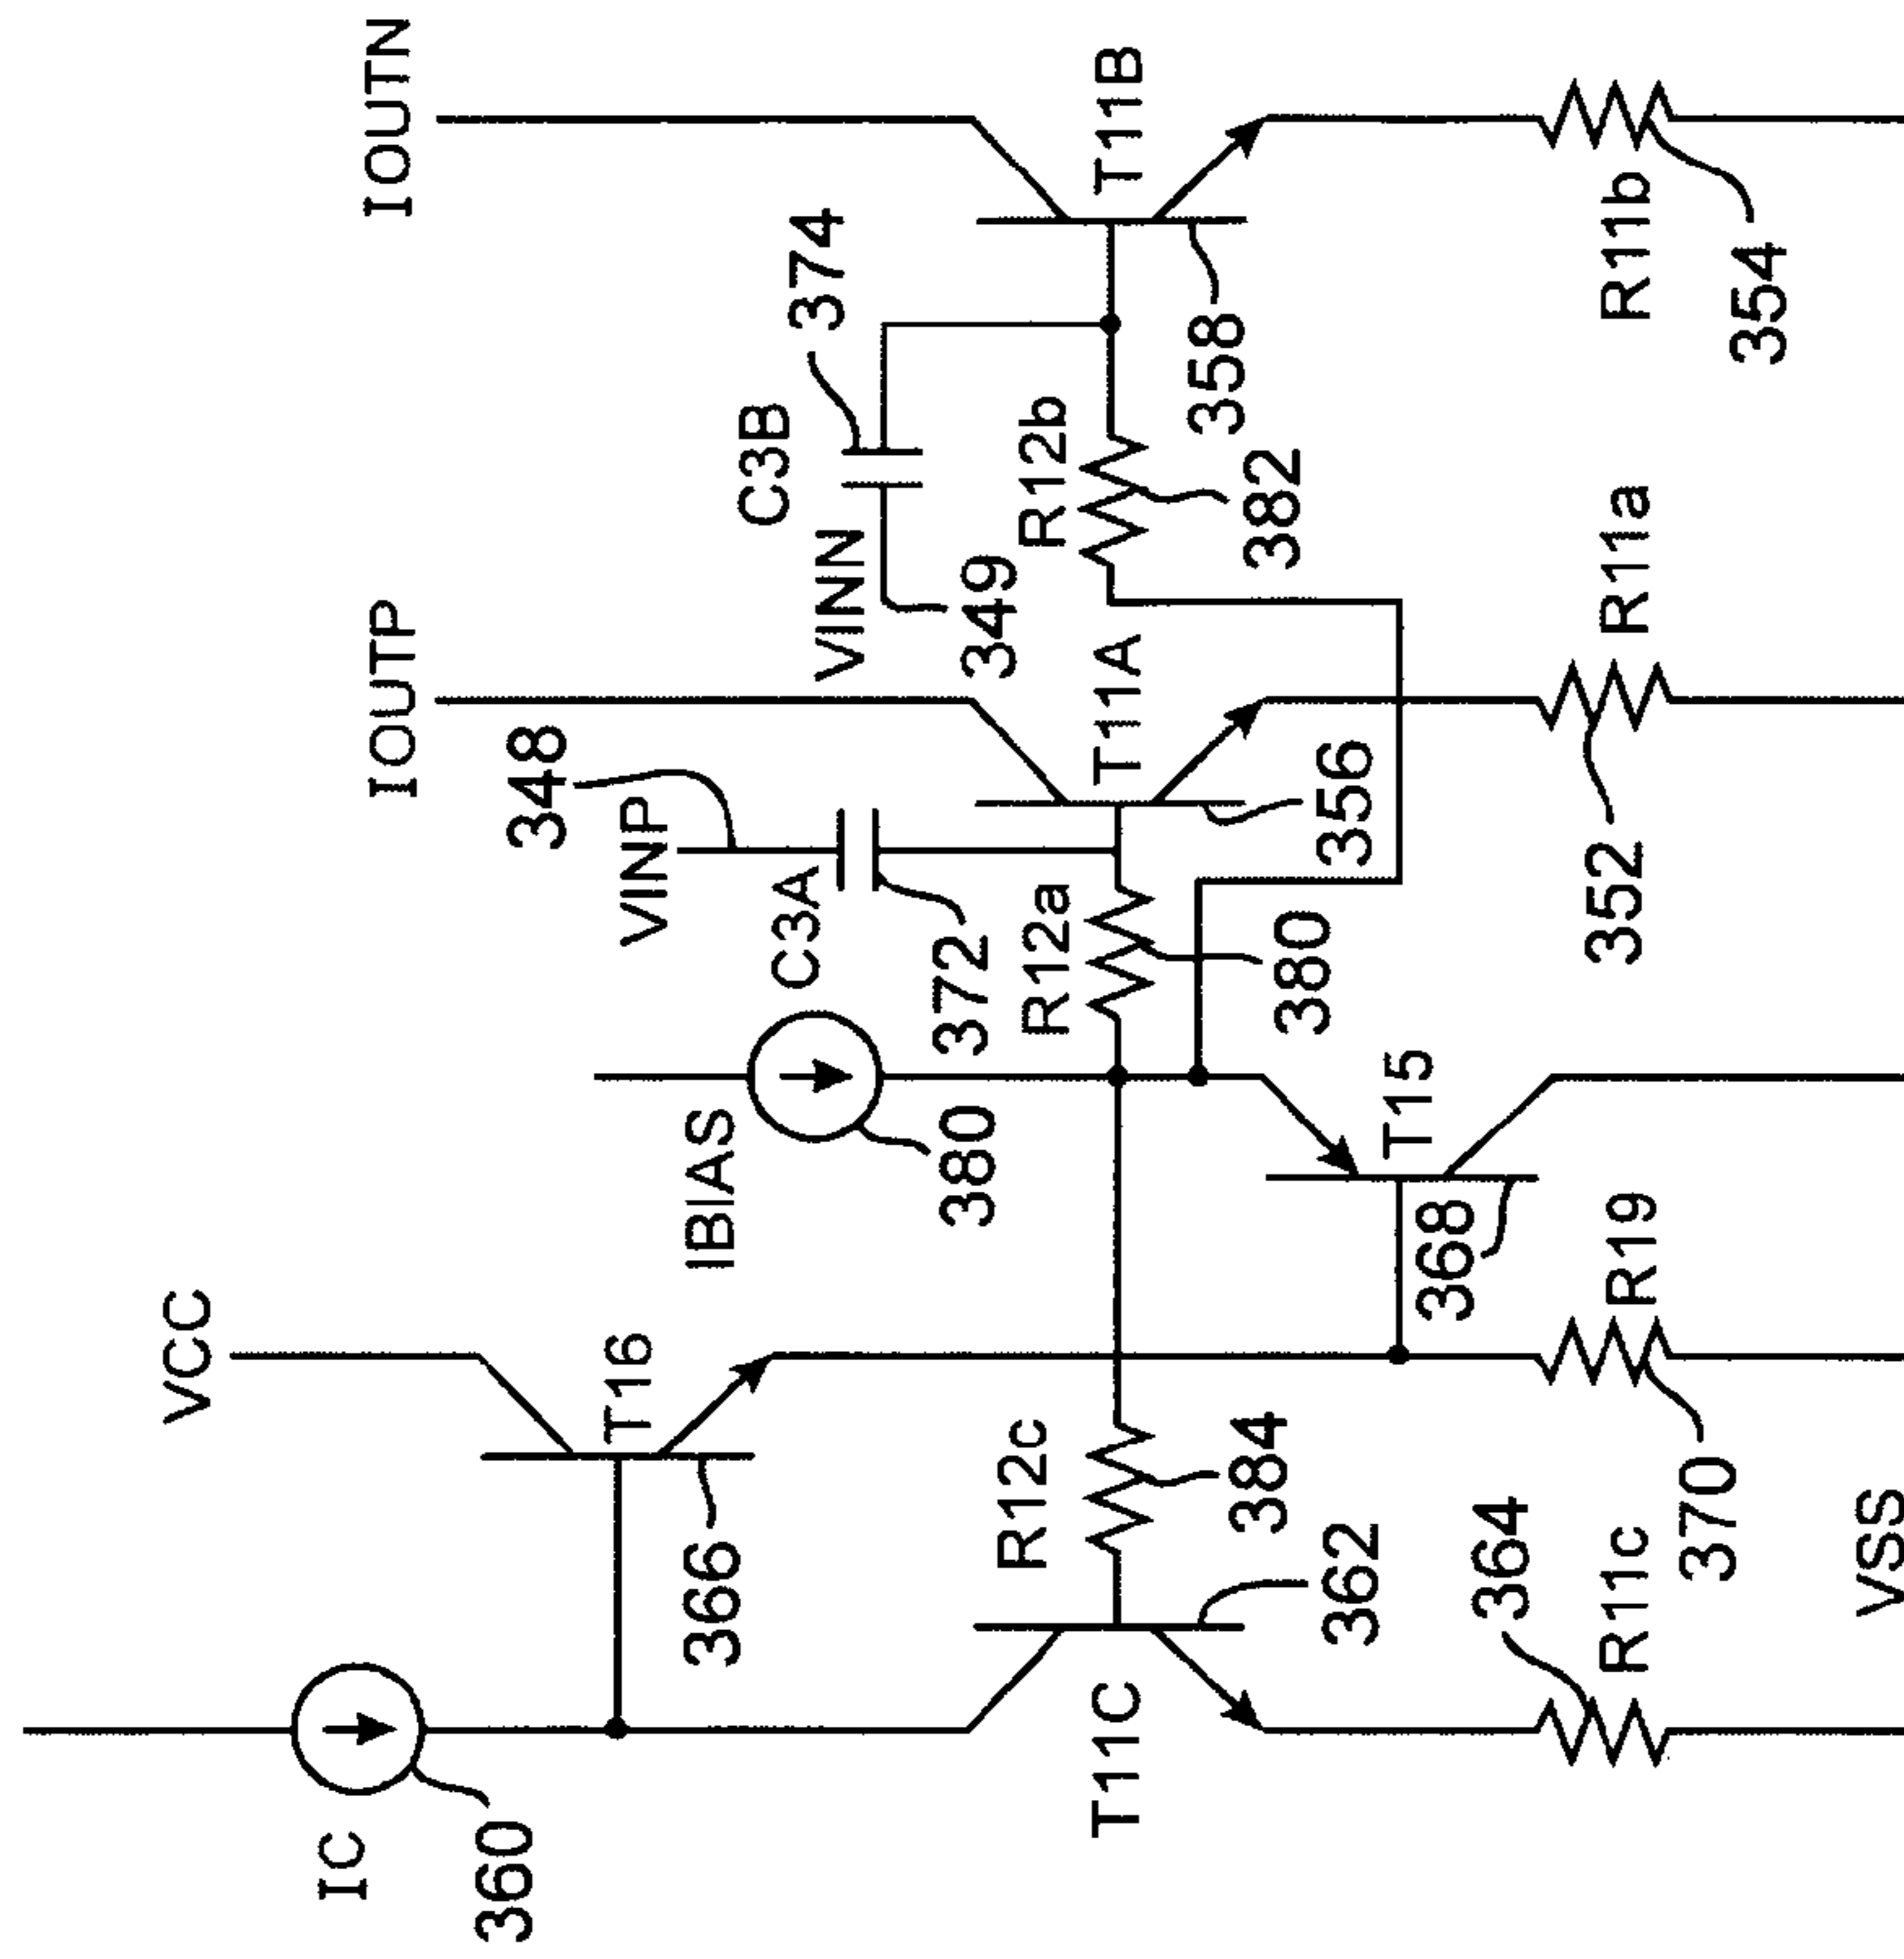 IC
360
VCC
T16
366
IBIAS
380
VINP
348
C3A
372
IOUTP
VINN
349
C3B
374
IOUTN
T11C
362
R12c
384
R12a
380
T11A
356
R12b
382
T11B
358
T15
368
R11c
364
R19
370
R11a
352
R11b
354
VSS